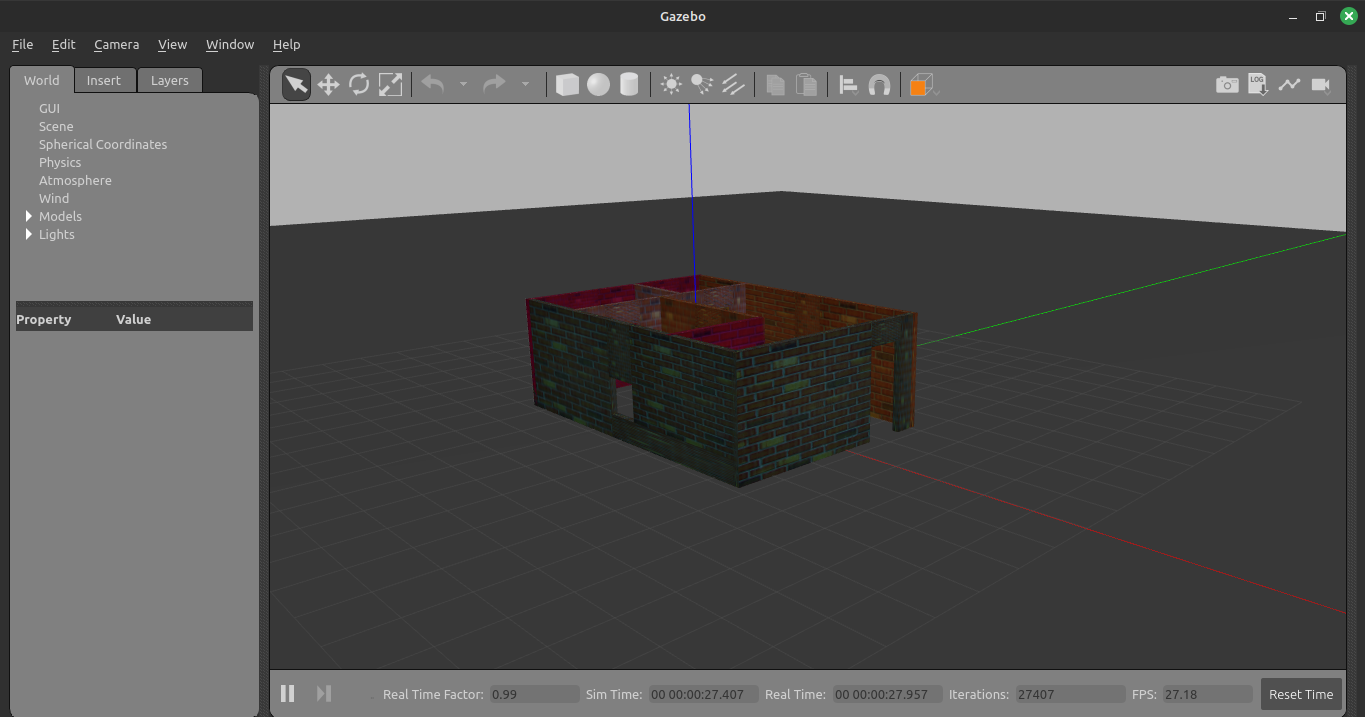 Gazebo
File Edit Camera View Window Help
World Insert Layers
LOG
GUI
Scene
Spherical Coordinates
Physics
Atmosphere
Wind
Models
Lights
Property Value
Real Time Factor: 0.99 Sim Time: 00 00:00:27.407 Real Time: 00 00:00:27.957 Iterations: 27407 FPS: 27.18 Reset Time